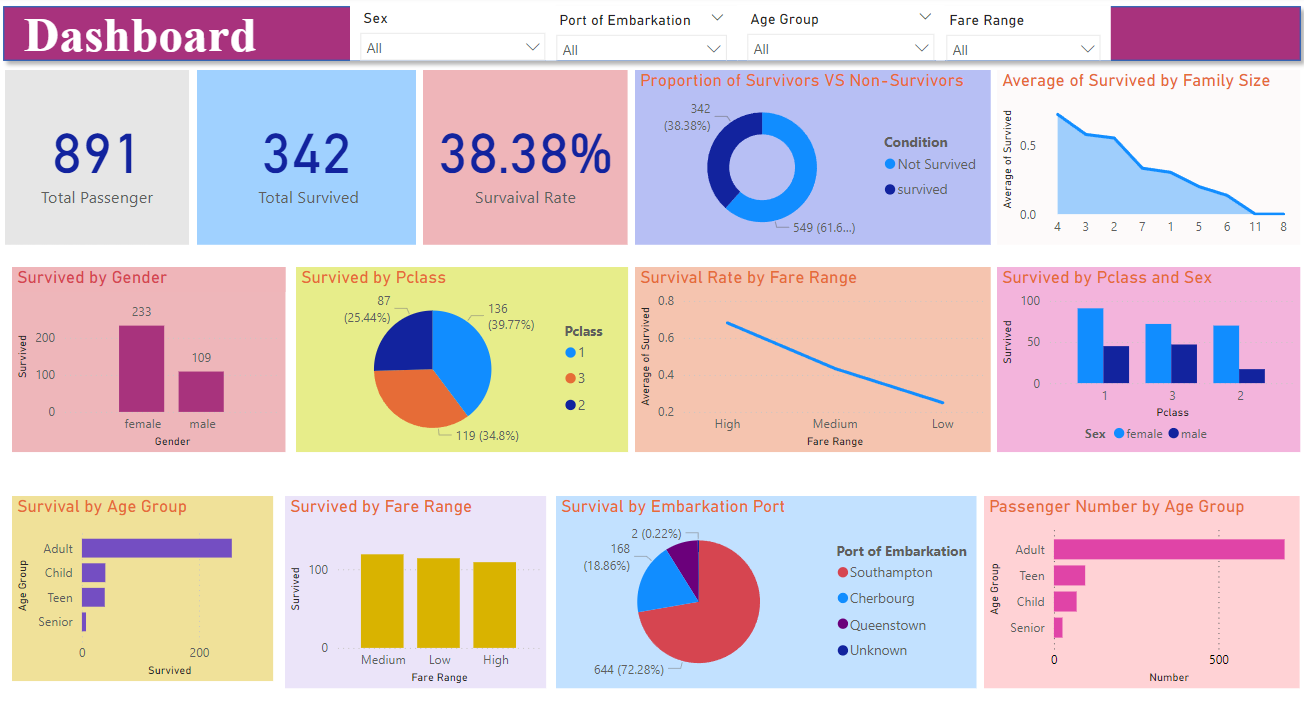 Dashboard
Sex
All
Port of Embarkation
All
Age Group
All
Fare Range
All
891
Total Passenger
342
Total Survived
38.38%
Survaival Rate
Proportion of Survivors VS Non-Survivors
342
(38.38%)
549 (61.6...)
Condition
Not Survived
survived
Average of Survived by Family Size
Average of Survived
0.5
0.0
4 3 2 7 1 5 6 11 8
Survived by Gender
Survived
200
100
0
233
109
female male
Gender
Survived by Pclass
87
(25.44%)
136
(39.77%)
119 (34.8%)
Pclass
1
3
2
Survival Rate by Fare Range
Average of Survived
0.8
0.6
0.4
0.2
High Medium Low
Fare Range
Survived by Pclass and Sex
Survived
100
50
0
1 3 2
Pclass
Sex female male
Survival by Age Group
Age Group
Adult
Child
Teen
Senior
0 200
Survived
Survived by Fare Range
Survived
100
0
Medium Low High
Fare Range
Survival by Embarkation Port
2 (0.22%)
168
(18.86%)
644 (72.28%)
Port of Embarkation
Southampton
Cherbourg
Queenstown
Unknown
Passenger Number by Age Group
Age Group
Adult
Teen
Child
Senior
0 500
Number